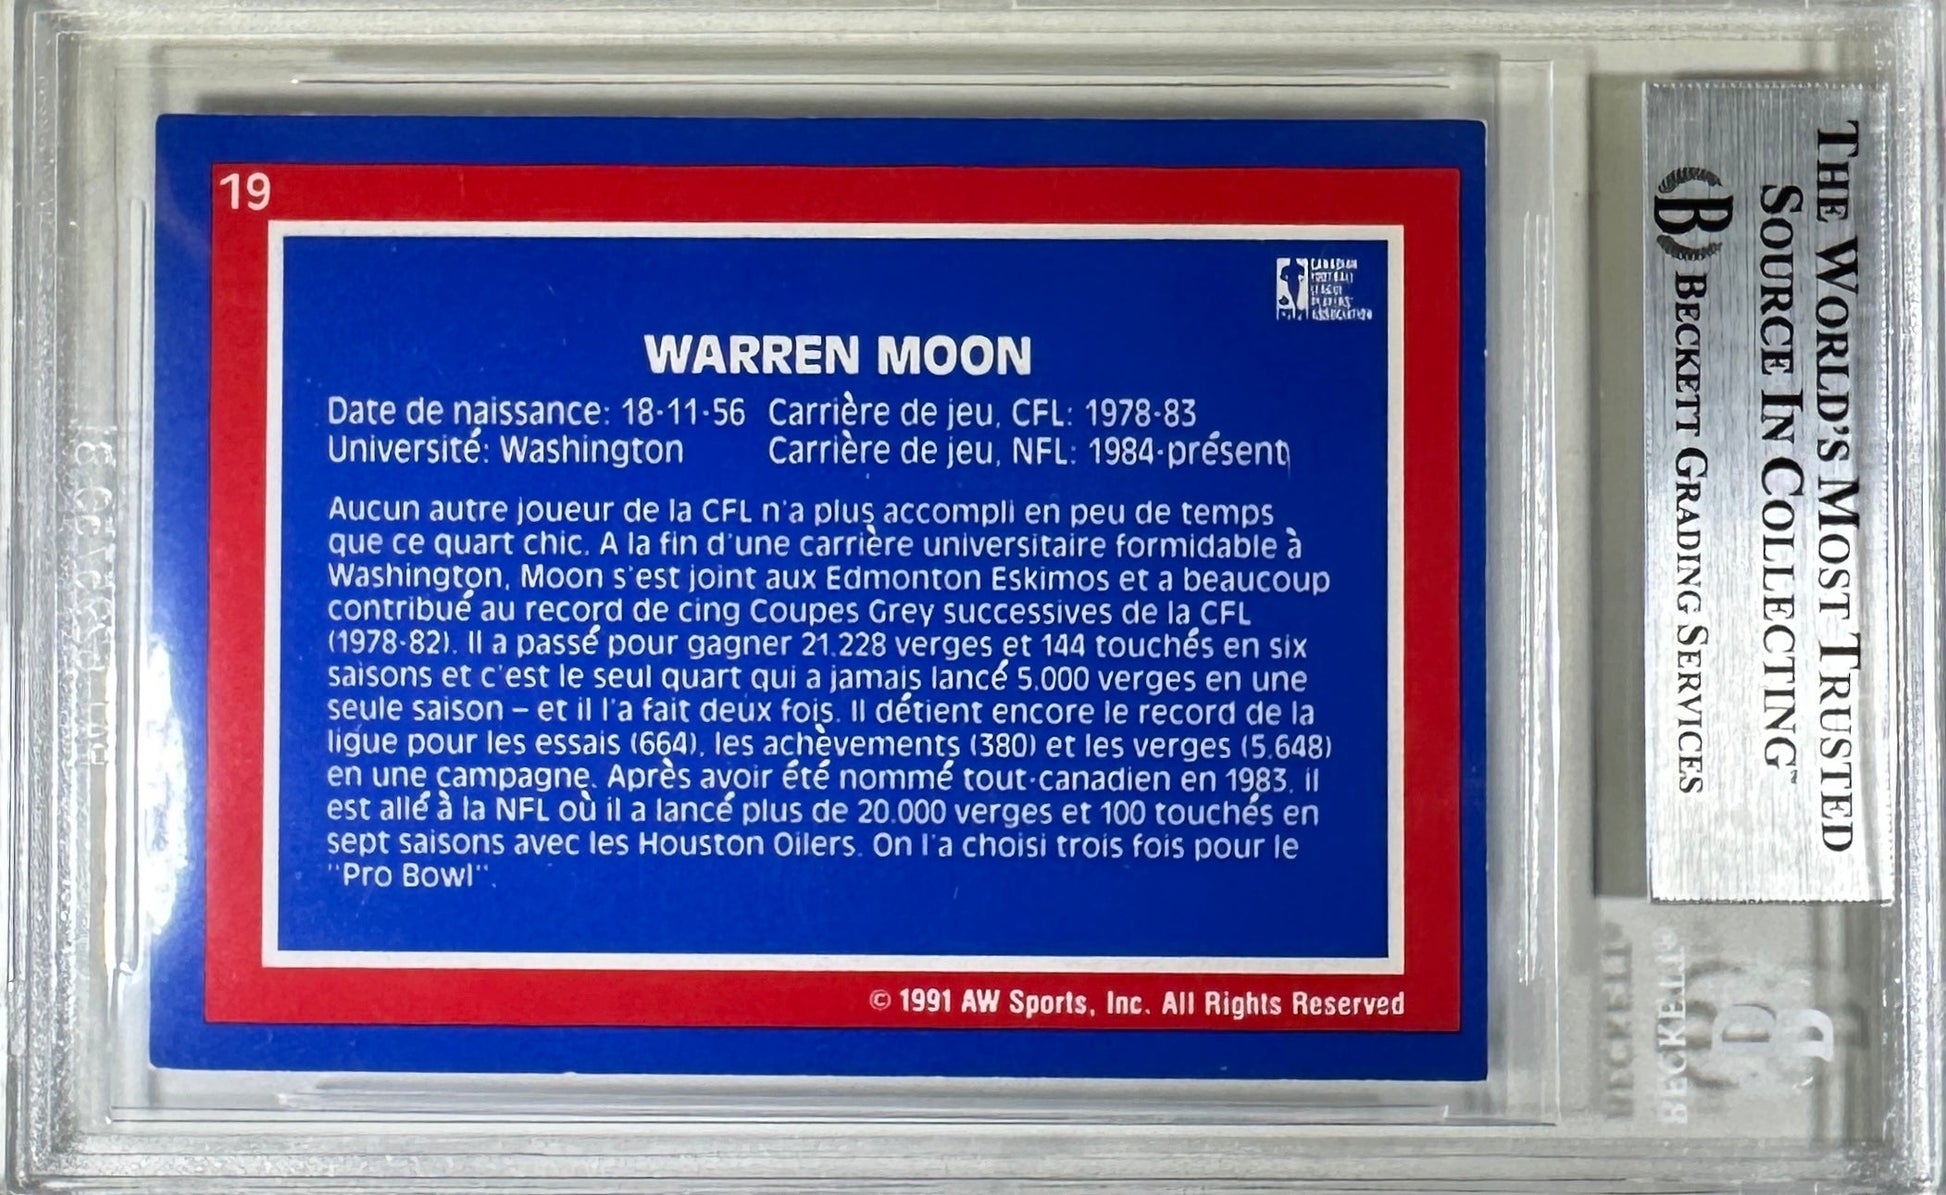 19
CANADIAN
FOOTBALL
LEAGUE
PLAYERS'
ASSOCIATION
WARREN MOON
Date de naissance: 18-11-56 Carrière de jeu, CFL: 1978-83
Université: Washington Carrière de jeu, NFL: 1984-présent
Aucun autre joueur de la CFL n'a plus accompli en peu de temps
que ce quart chic. A la fin d'une carrière universitaire formidable à
Washington, Moon s'est joint aux Edmonton Eskimos et a beaucoup
contribué au record de cinq Coupes Grey successives de la CFL
(1978-82). Il a passé pour gagner 21.228 verges et 144 touchés en six
saisons et c'est le seul quart qui a jamais lancé 5.000 verges en une
seule saison – et il l'a fait deux fois. Il détient encore le record de la
ligue pour les essais (664), les achèvements (380) et les verges (5.648)
en une campagne. Après avoir été nommé tout-canadien en 1983, il
est allé à la NFL où il a lancé plus de 20.000 verges et 100 touchés en
sept saisons avec les Houston Oilers. On l'a choisi trois fois pour le
"Pro Bowl".
© 1991 AW Sports, Inc. All Rights Reserved
THE WORLD'S MOST TRUSTED
SOURCE IN COLLECTING™
B BECKETT GRADING SERVICES
BECKETT
BECKETT